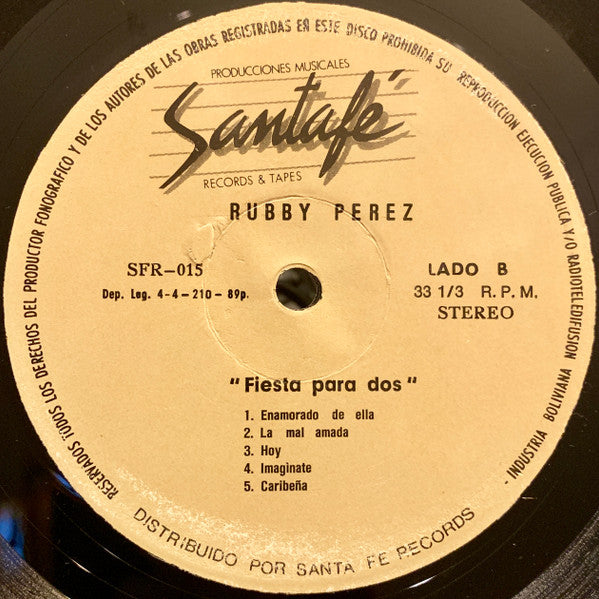 RESERVADOS TODOS LOS DERECHOS DEL PRODUCTOR FONOGRAFICO Y DE LOS AUTORES DE LAS OBRAS REGISTRADAS EN ESTE DISCO PROHIBIDA SU REPRODUCCION EJECUCION PUBLICA Y/O RADIOTELEDIFUSION - INDUSTRIA BOLIVIANA
PRODUCCIONES MUSICALES
Santafé
RECORDS & TAPES
RUBBY PEREZ
SFR-015
LADO B
Dep. Leg. 4-4-210-89p.
33 1/3 R.P.M.
STEREO
"Fiesta para dos"
1. Enamorado de ella
2. La mal amada
3. Hoy
4. Imaginate
5. Caribeña
DISTRIBUIDO POR SANTA FE RECORDS